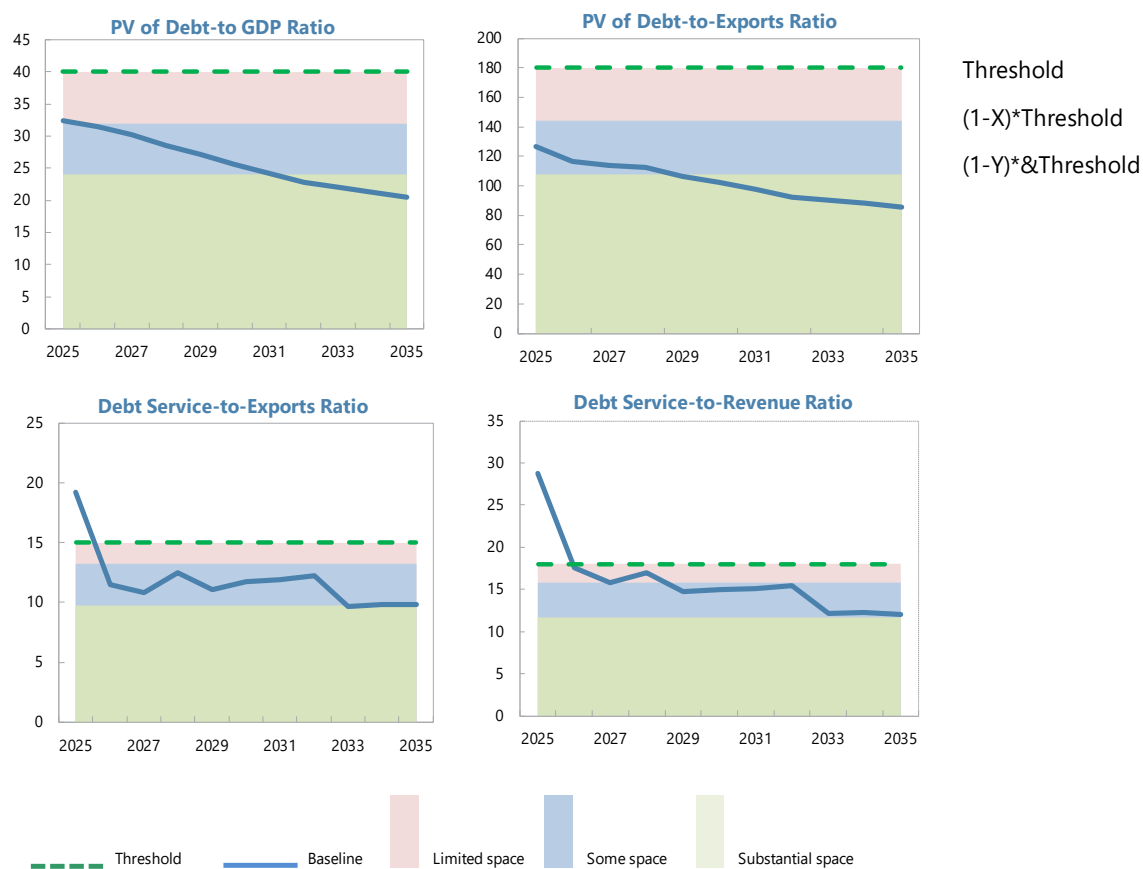 PV of Debt-to GDP Ratio
45
40
35
30
25
20
15
10
5
0
2025 2027 2029 2031 2033 2035
PV of Debt-to-Exports Ratio
200
180
160
140
120
100
80
60
40
20
0
2025 2027 2029 2031 2033 2035
Threshold
(1-X)*Threshold
(1-Y)*&Threshold
Debt Service-to-Exports Ratio
25
20
15
10
5
0
2025 2027 2029 2031 2033 2035
Debt Service-to-Revenue Ratio
35
30
25
20
15
10
5
0
2025 2027 2029 2031 2033 2035
Threshold Baseline Limited space Some space Substantial space